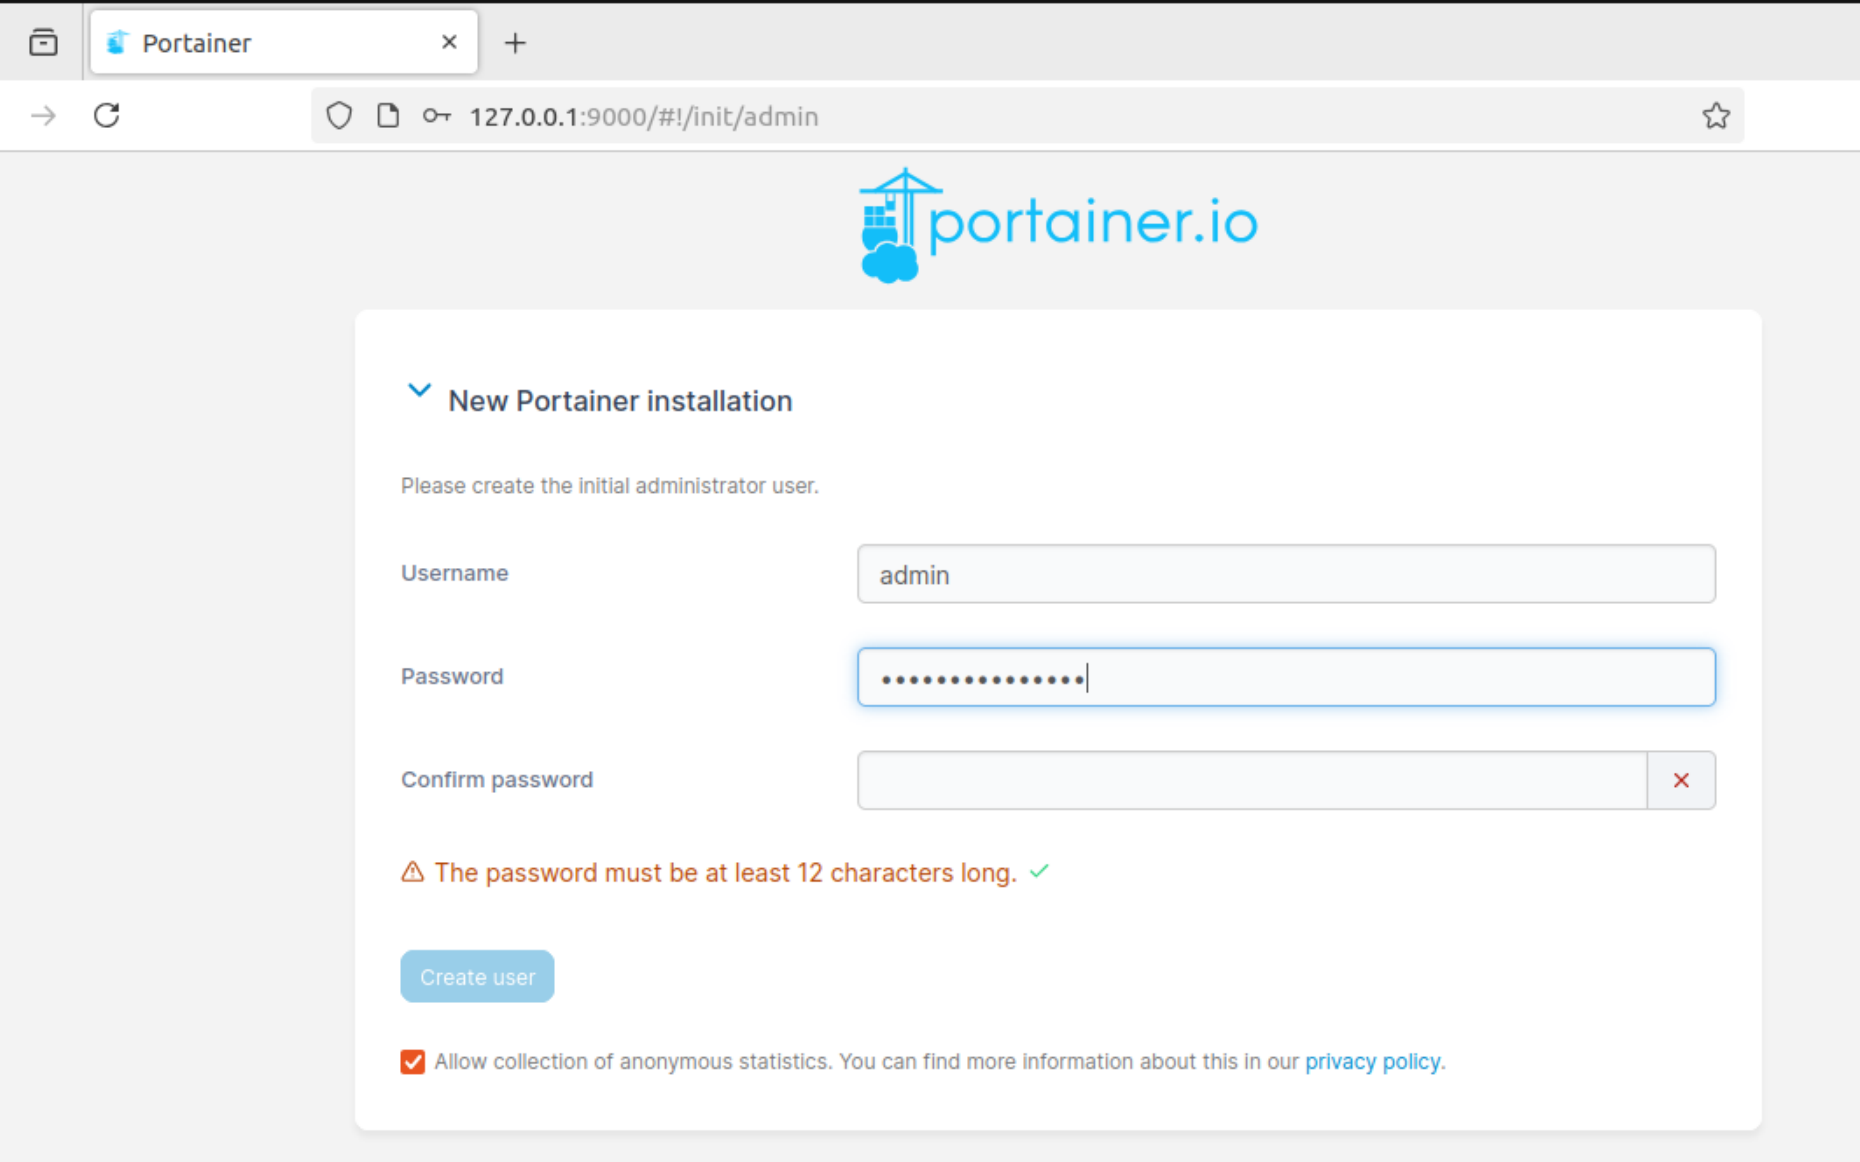 Portainer
127.0.0.1:9000/#!/init/admin
portainer.io
New Portainer installation
Please create the initial administrator user.
Username
admin
Password
•••••••••••••••
Confirm password
The password must be at least 12 characters long.
Create user
Allow collection of anonymous statistics. You can find more information about this in our privacy policy.